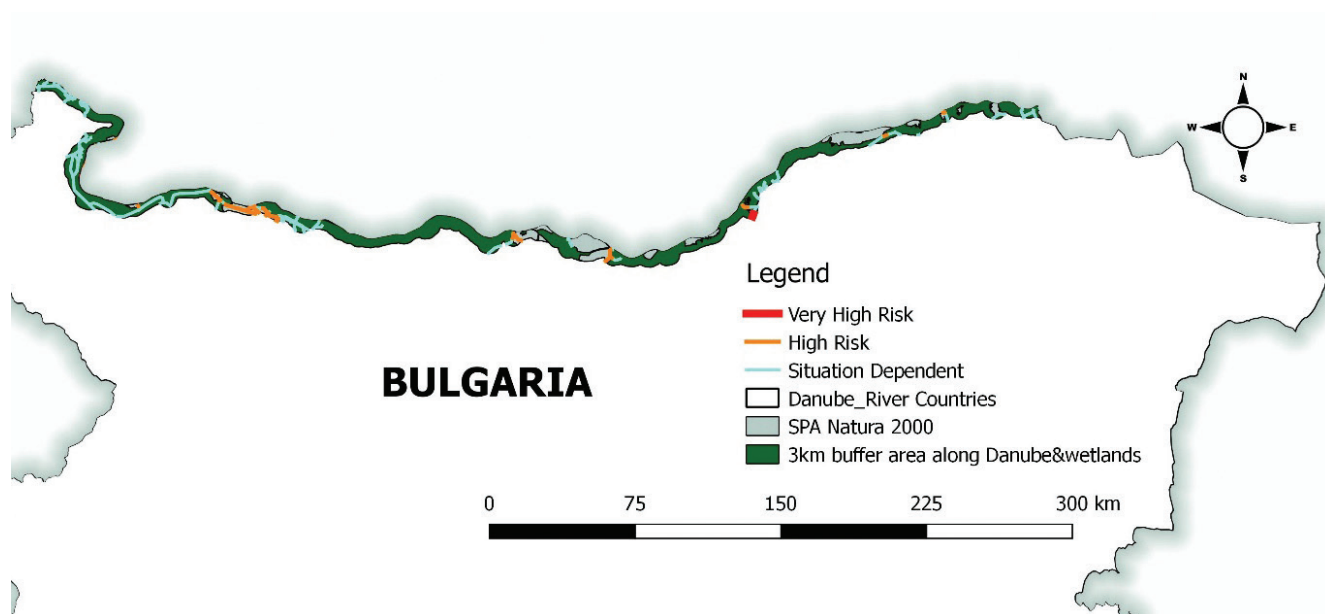 N
W E
S
Legend
Very High Risk
High Risk
Situation Dependent
Danube_River Countries
SPA Natura 2000
3km buffer area along Danube&wetlands
BULGARIA
0 75 150 225 300 km